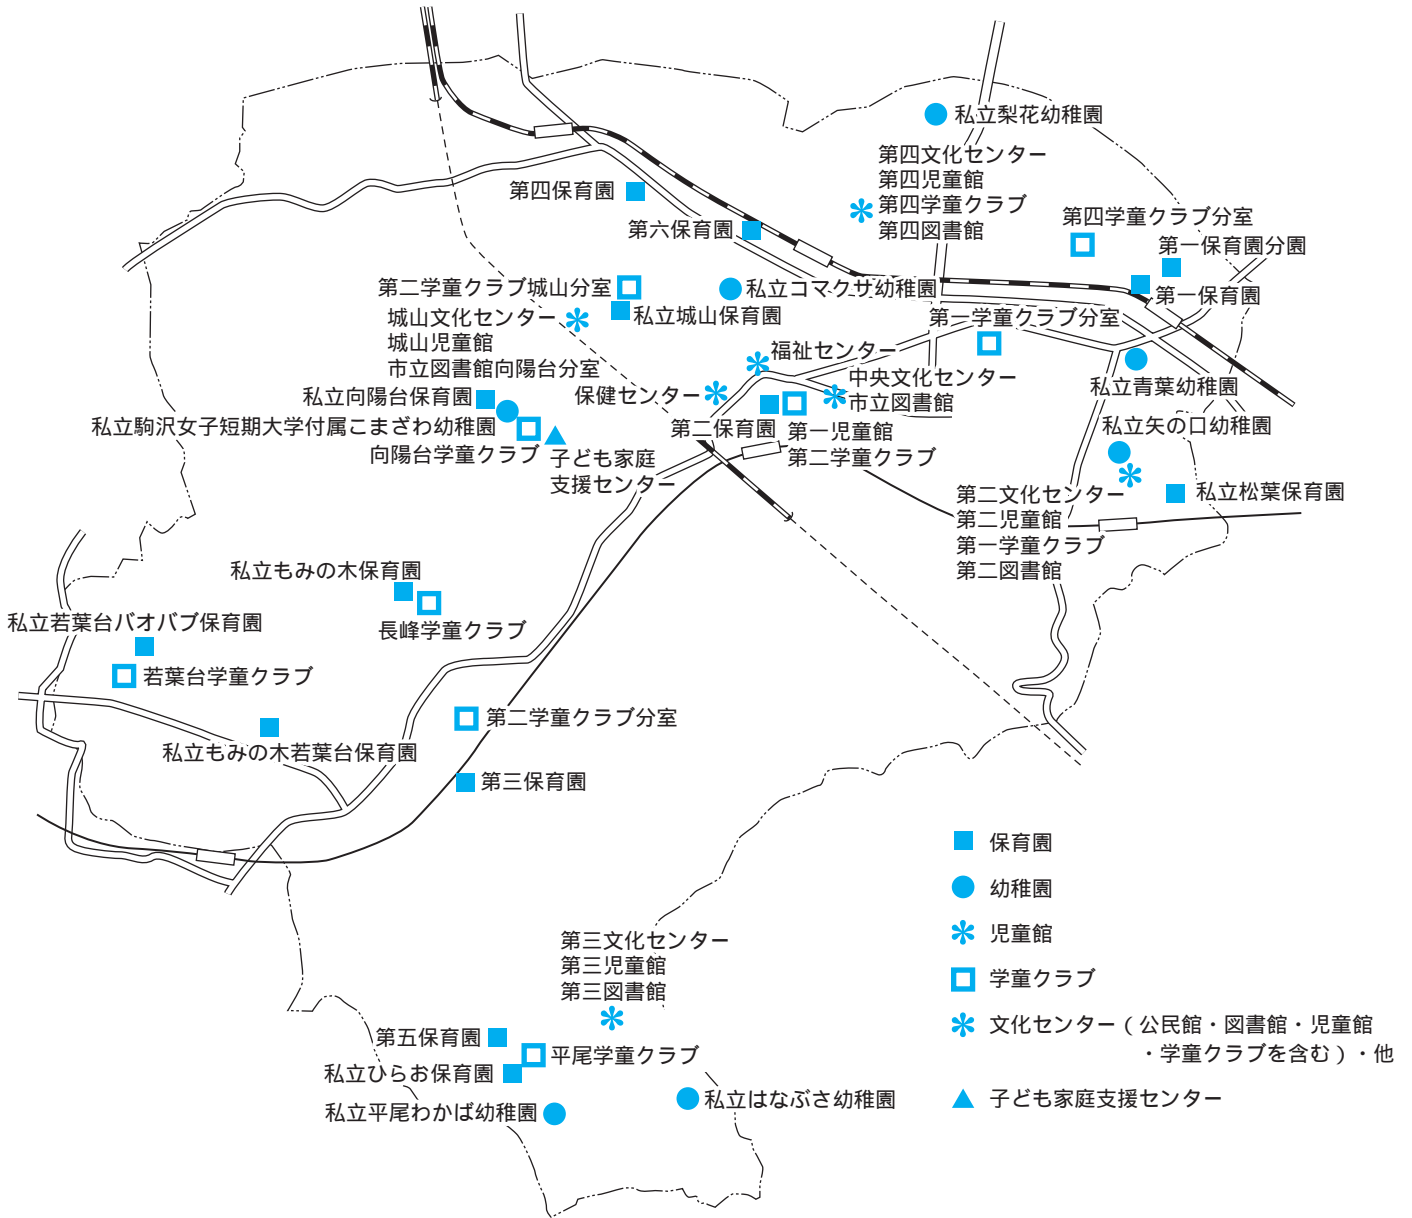 私立梨花幼稚園
第四文化センター
第四児童館
第四学童クラブ
第四図書館
第四保育園
第六保育園
第四学童クラブ分室
第一保育園分園
第一保育園
第二学童クラブ城山分室
私立コマクサ幼稚園
私立城山保育園
城山文化センター
城山児童館
市立図書館向陽台分室
第一学童クラブ分室
福祉センター
中央文化センター
市立図書館
私立青葉幼稚園
私立向陽台保育園
保健センター
私立駒沢女子短期大学付属こまざわ幼稚園
第二保育園
第一児童館
第二学童クラブ
私立矢の口幼稚園
向陽台学童クラブ
子ども家庭
支援センター
第二文化センター
第二児童館
第一学童クラブ
第二図書館
私立松葉保育園
私立もみの木保育園
長峰学童クラブ
私立若葉台バオバブ保育園
若葉台学童クラブ
第二学童クラブ分室
私立もみの木若葉台保育園
第三保育園
第三文化センター
第三児童館
第三図書館
第五保育園
平尾学童クラブ
私立ひらお保育園
私立平尾わかば幼稚園
私立はなぶさ幼稚園
保育園
幼稚園
児童館
学童クラブ
文化センター（公民館・図書館・児童館
・学童クラブを含む）・他
子ども家庭支援センター